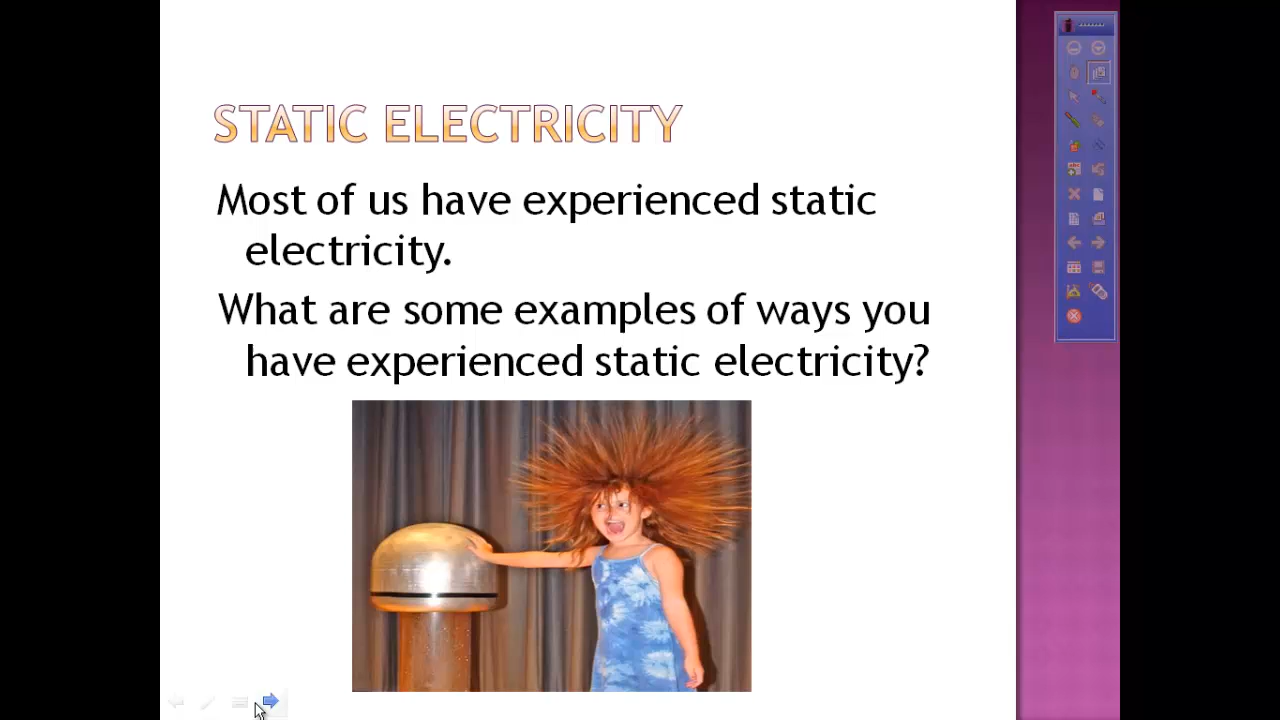 STATIC ELECTRICITY
Most of us have experienced static
electricity.
What are some examples of ways you
have experienced static electricity?